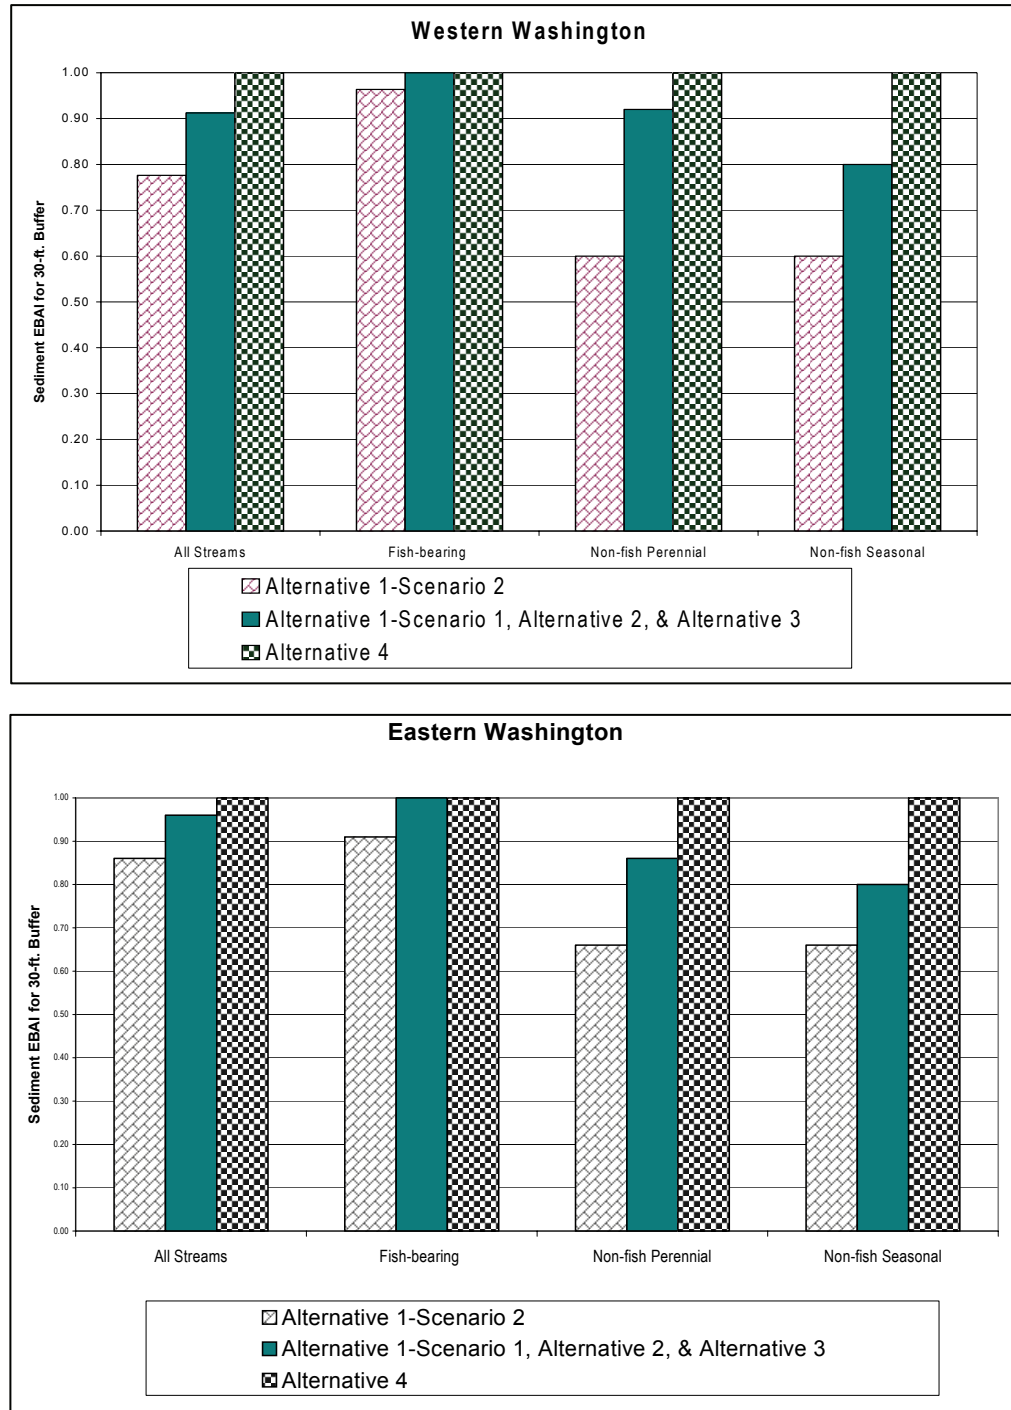 Western Washington
Sediment EBAI for 30-ft. Buffer
1.00
0.90
0.80
0.70
0.60
0.50
0.40
0.30
0.20
0.10
0.00
All Streams Fish-bearing Non-fish Perennial Non-fish Seasonal
Alternative 1-Scenario 2
Alternative 1-Scenario 1, Alternative 2, & Alternative 3
Alternative 4
Eastern Washington
Sediment EBAI for 30-ft. Buffer
1.00
0.90
0.80
0.70
0.60
0.50
0.40
0.30
0.20
0.10
0.00
All Streams Fish-bearing Non-fish Perennial Non-fish Seasonal
Alternative 1-Scenario 2
Alternative 1-Scenario 1, Alternative 2, & Alternative 3
Alternative 4